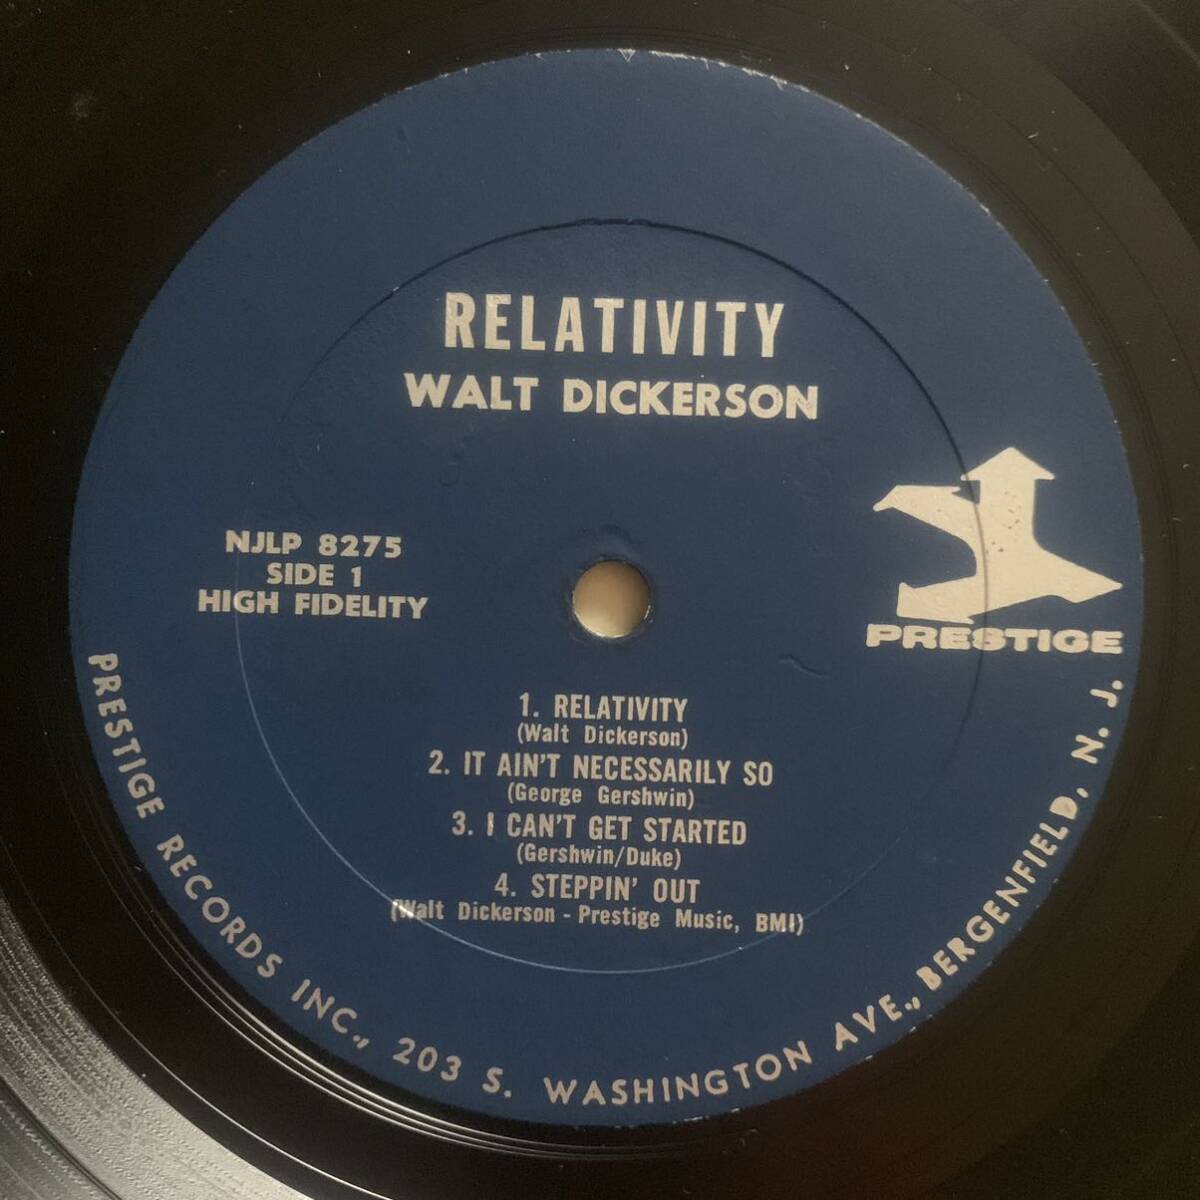 RELATIVITY
WALT DICKERSON
NJLP 8275
SIDE 1
HIGH FIDELITY
PRESTIGE
1. RELATIVITY
(Walt Dickerson)
2. IT AIN'T NECESSARILY SO
(George Gershwin)
3. I CAN'T GET STARTED
(Gershwin/Duke)
4. STEPPIN' OUT
(Walt Dickerson - Prestige Music, BMI)
PRESTIGE RECORDS INC., 203 S. WASHINGTON AVE., BERGENFIELD, N. J.